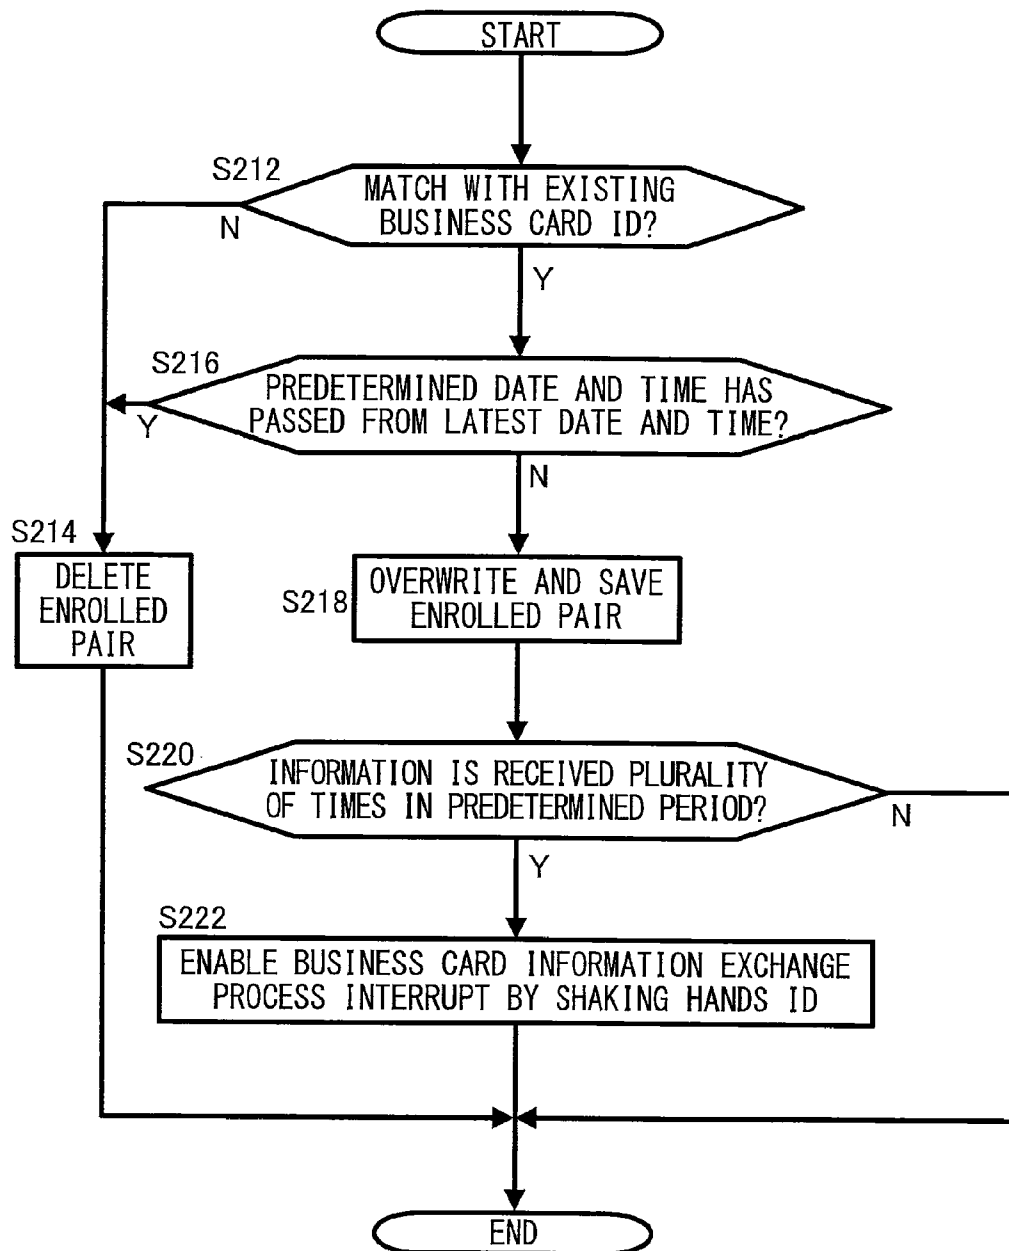 START
S212
MATCH WITH EXISTING
BUSINESS CARD ID?
N
Y
S216
PREDETERMINED DATE AND TIME HAS
PASSED FROM LATEST DATE AND TIME?
Y
N
S214
DELETE
ENROLLED
PAIR
S218
OVERWRITE AND SAVE
ENROLLED PAIR
S220
INFORMATION IS RECEIVED PLURALITY
OF TIMES IN PREDETERMINED PERIOD?
N
Y
S222
ENABLE BUSINESS CARD INFORMATION EXCHANGE
PROCESS INTERRUPT BY SHAKING HANDS ID
END